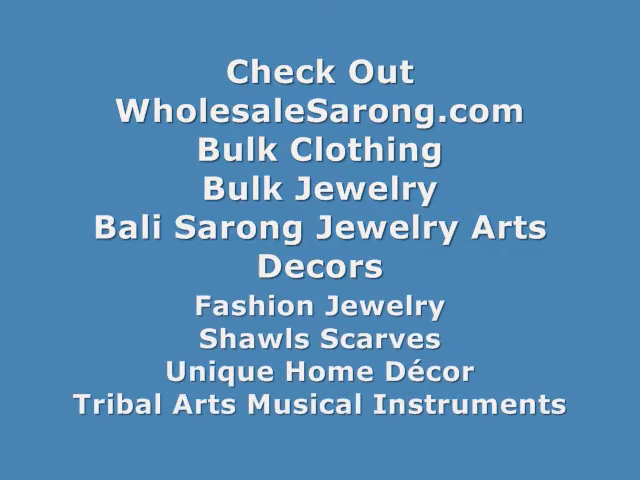 Check Out
WholesaleSarong.com
Bulk Clothing
Bulk Jewelry
Bali Sarong Jewelry Arts
Decors
Fashion Jewelry
Shawls Scarves
Unique Home Décor
Tribal Arts Musical Instruments